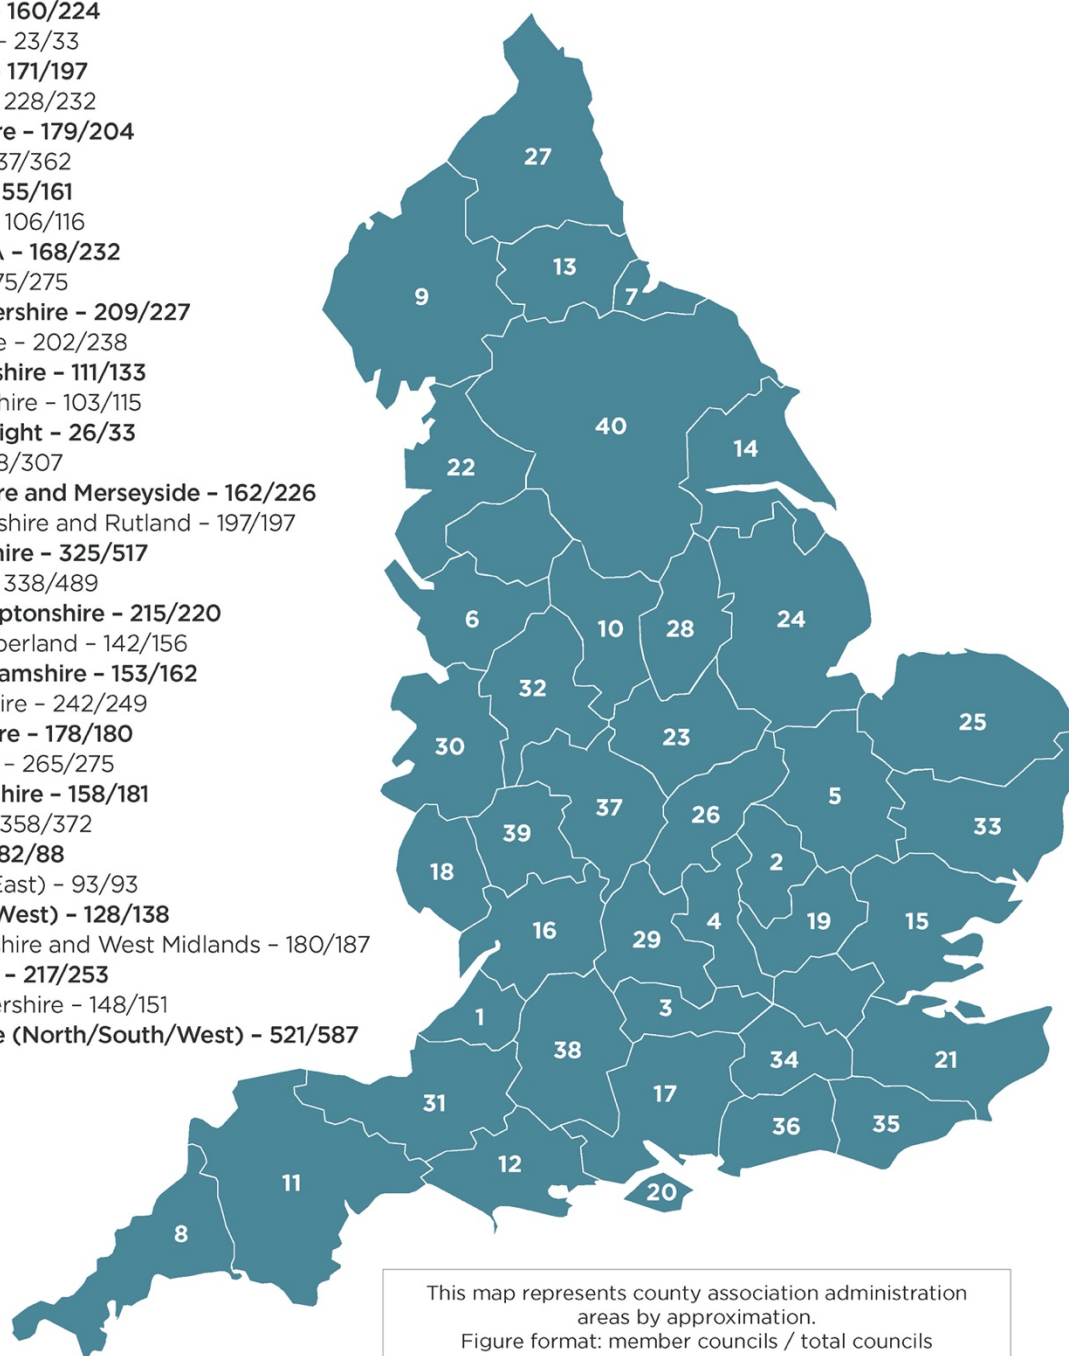 160/224
– 23/33
171/197
228/232
re – 179/204
37/362
55/161
106/116
A – 168/232
75/275
ershire – 209/227
e – 202/238
shire – 111/133
hire – 103/115
ight – 26/33
8/307
re and Merseyside – 162/226
shire and Rutland – 197/197
hire – 325/517
338/489
ptonshire – 215/220
berland – 142/156
amshire – 153/162
ire – 242/249
re – 178/180
– 265/275
hire – 158/181
358/372
82/88
East) – 93/93
West) – 128/138
shire and West Midlands – 180/187
– 217/253
ershire – 148/151
e (North/South/West) – 521/587
27
13
7
9
40
14
22
6
10
28
24
32
25
23
30
5
37
26
33
39
2
18
4
19
15
16
29
3
1
38
34
21
17
31
36
35
12
11
20
8
This map represents county association administration
areas by approximation.
Figure format: member councils / total councils